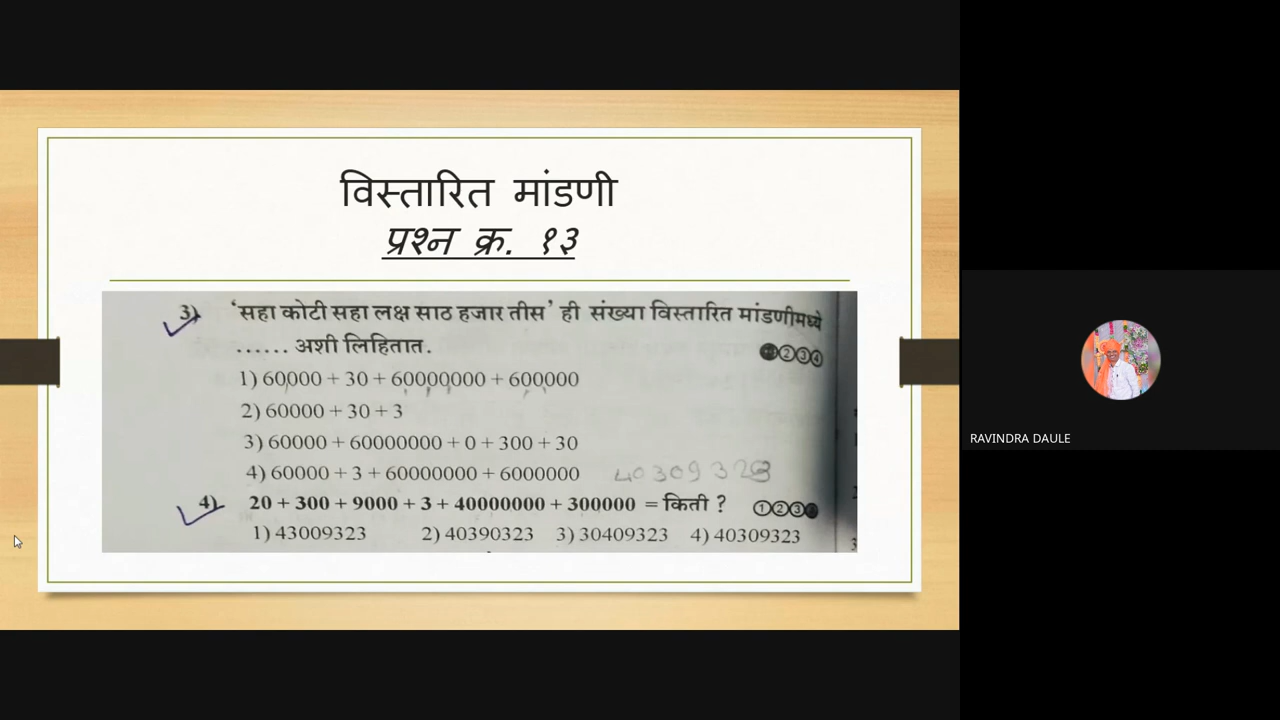 विस्तारित मांडणी
प्रश्न क्र. १३
3) 'सहा कोटी सहा लक्ष साठ हजार तीस' ही संख्या विस्तारित मांडणीमध्ये
...... अशी लिहितात. ①②③④
1) 60000 + 30 + 60000000 + 600000
2) 60000 + 30 + 3
3) 60000 + 60000000 + 0 + 300 + 30
4) 60000 + 3 + 60000000 + 6000000 40309323
4) 20 + 300 + 9000 + 3 + 40000000 + 300000 = किती ? ①②③④
1) 43009323 2) 40390323 3) 30409323 4) 40309323
RAVINDRA DAULE